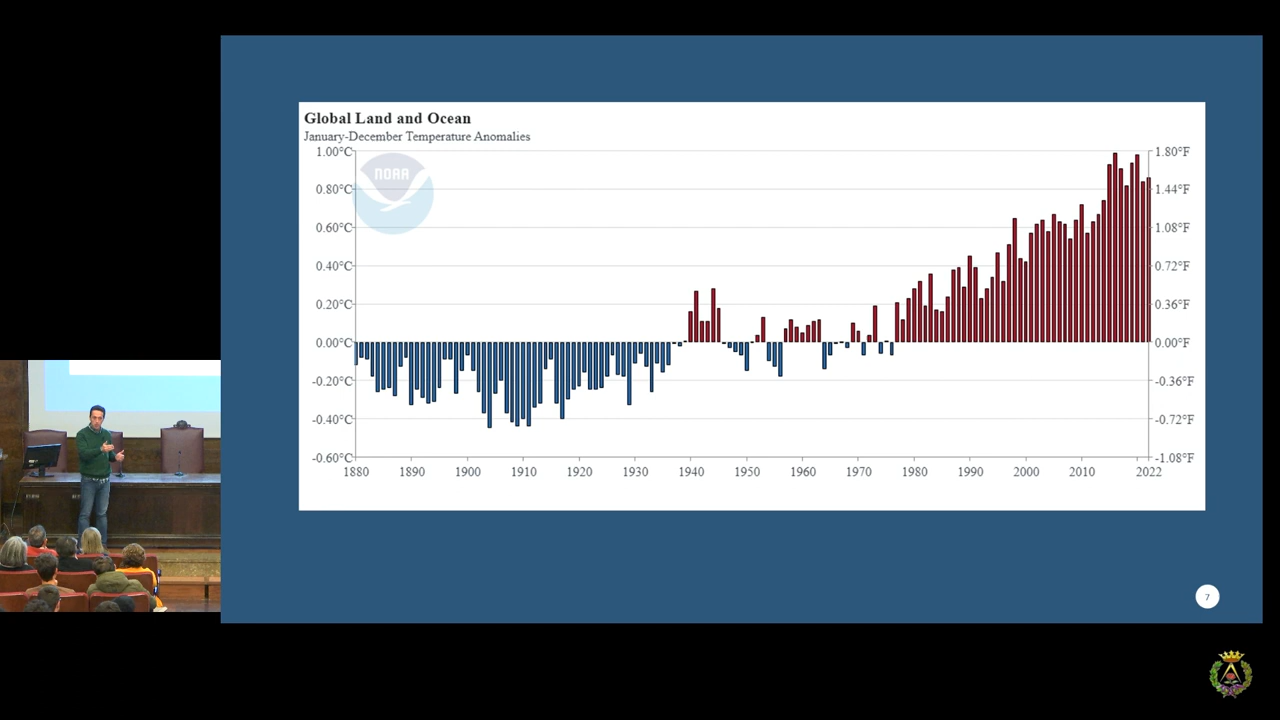 Global Land and Ocean
January-December Temperature Anomalies
1.00°C
0.80°C
0.60°C
0.40°C
0.20°C
0.00°C
-0.20°C
-0.40°C
-0.60°C
NOAA
1.80°F
1.44°F
1.08°F
0.72°F
0.36°F
0.00°F
-0.36°F
-0.72°F
-1.08°F
1880 1890 1900 1910 1920 1930 1940 1950 1960 1970 1980 1990 2000 2010 2022
7